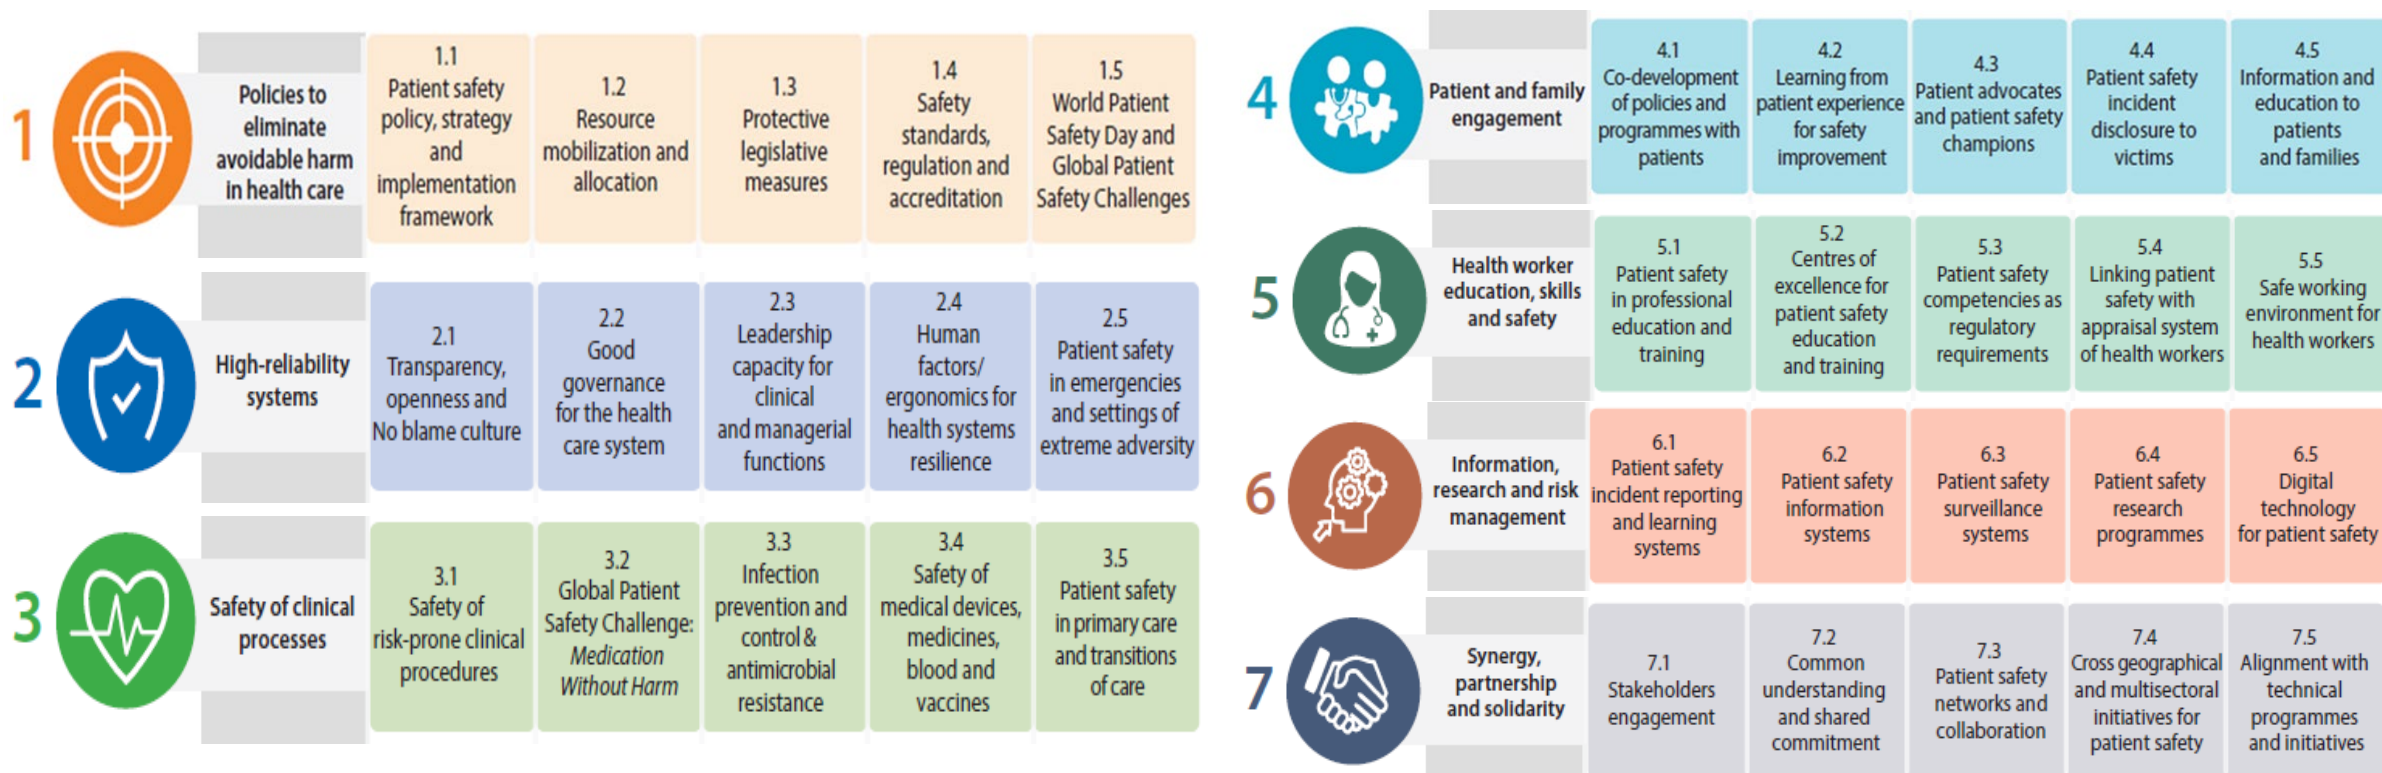 1
Policies to
eliminate
avoidable harm
in health care
1.1
Patient safety
policy, strategy
and
implementation
framework
1.2
Resource
mobilization and
allocation
1.3
Protective
legislative
measures
1.4
Safety
standards,
regulation and
accreditation
1.5
World Patient
Safety Day and
Global Patient
Safety Challenges
2
High-reliability
systems
2.1
Transparency,
openness and
No blame culture
2.2
Good
governance
for the health
care system
2.3
Leadership
capacity for
clinical
and managerial
functions
2.4
Human
factors/
ergonomics for
health systems
resilience
2.5
Patient safety
in emergencies
and settings of
extreme adversity
3
Safety of clinical
processes
3.1
Safety of
risk-prone clinical
procedures
3.2
Global Patient
Safety Challenge:
Medication
Without Harm
3.3
Infection
prevention and
control &
antimicrobial
resistance
3.4
Safety of
medical devices,
medicines,
blood and
vaccines
3.5
Patient safety
in primary care
and transitions
of care
4
Patient and family
engagement
4.1
Co-development
of policies and
programmes with
patients
4.2
Learning from
patient experience
for safety
improvement
4.3
Patient advocates
and patient safety
champions
4.4
Patient safety
incident
disclosure to
victims
4.5
Information and
education to
patients
and families
5
Health worker
education, skills
and safety
5.1
Patient safety
in professional
education and
training
5.2
Centres of
excellence for
patient safety
education
and training
5.3
Patient safety
competencies as
regulatory
requirements
5.4
Linking patient
safety with
appraisal system
of health workers
5.5
Safe working
environment for
health workers
6
Information,
research and risk
management
6.1
Patient safety
incident reporting
and learning
systems
6.2
Patient safety
information
systems
6.3
Patient safety
surveillance
systems
6.4
Patient safety
research
programmes
6.5
Digital
technology
for patient safety
7
Synergy,
partnership
and solidarity
7.1
Stakeholders
engagement
7.2
Common
understanding
and shared
commitment
7.3
Patient safety
networks and
collaboration
7.4
Cross geographical
and multisectoral
initiatives for
patient safety
7.5
Alignment with
technical
programmes
and initiatives